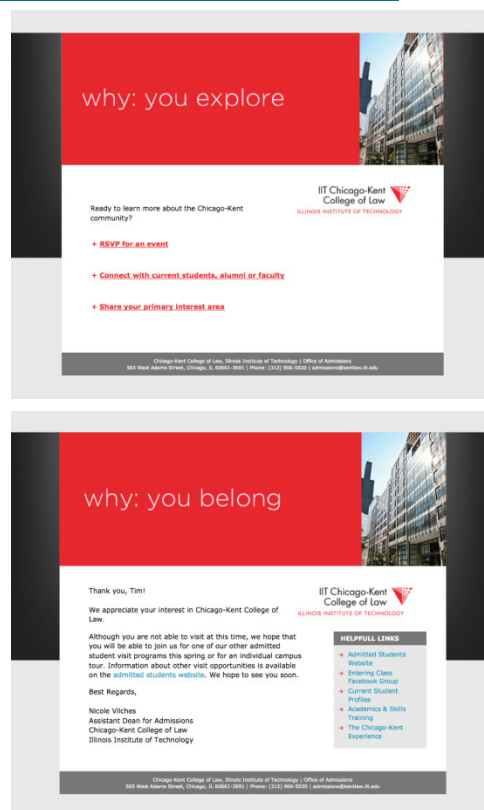 why: you explore
IIT Chicago-Kent
College of Law
ILLINOIS INSTITUTE OF TECHNOLOGY
Ready to learn more about the Chicago-Kent
community?
+ RSVP for an event
+ Connect with current students, alumni or faculty
+ Share your primary interest area
Chicago-Kent College of Law, Illinois Institute of Technology | Office of Admissions
565 West Adams Street, Chicago, IL 60661-3691 | Phone: (312) 906-5020 | admissions@kentlaw.iit.edu
why: you belong
Thank you, Tim!
We appreciate your interest in Chicago-Kent College of
Law.
Although you are not able to visit at this time, we hope that
you will be able to join us for one of our other admitted
student visit programs this spring or for an individual campus
tour. Information about other visit opportunities is available
on the admitted students website. We hope to see you soon.
Best Regards,
Nicole Vilches
Assistant Dean for Admissions
Chicago-Kent College of Law
Illinois Institute of Technology
IIT Chicago-Kent
College of Law
ILLINOIS INSTITUTE OF TECHNOLOGY
HELPFULL LINKS
→ Admitted Students
Website
→ Entering Class
Facebook Group
→ Current Student
Profiles
→ Academics & Skills
Training
→ The Chicago-Kent
Experience
Chicago-Kent College of Law, Illinois Institute of Technology | Office of Admissions
565 West Adams Street, Chicago, IL 60661-3691 | Phone: (312) 906-5020 | admissions@kentlaw.iit.edu